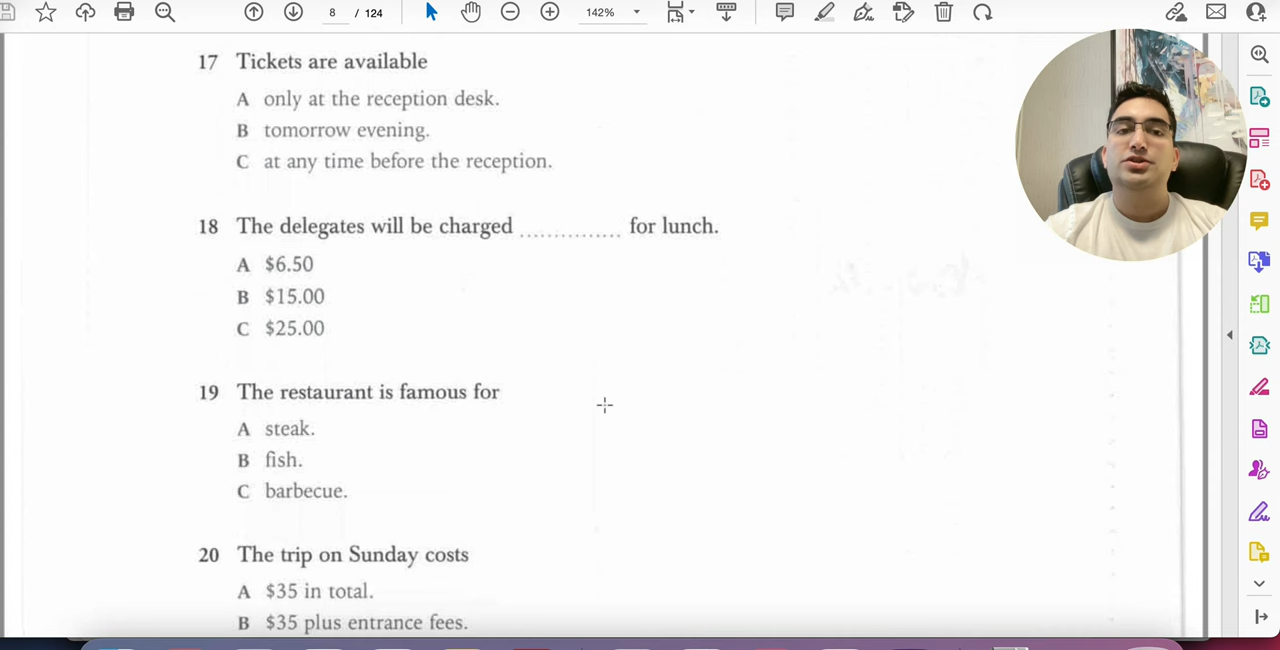 8 / 124
142%
17 Tickets are available
A only at the reception desk.
B tomorrow evening.
C at any time before the reception.
18 The delegates will be charged ............... for lunch.
A $6.50
B $15.00
C $25.00
19 The restaurant is famous for
A steak.
B fish.
C barbecue.
20 The trip on Sunday costs
A $35 in total.
B $35 plus entrance fees.